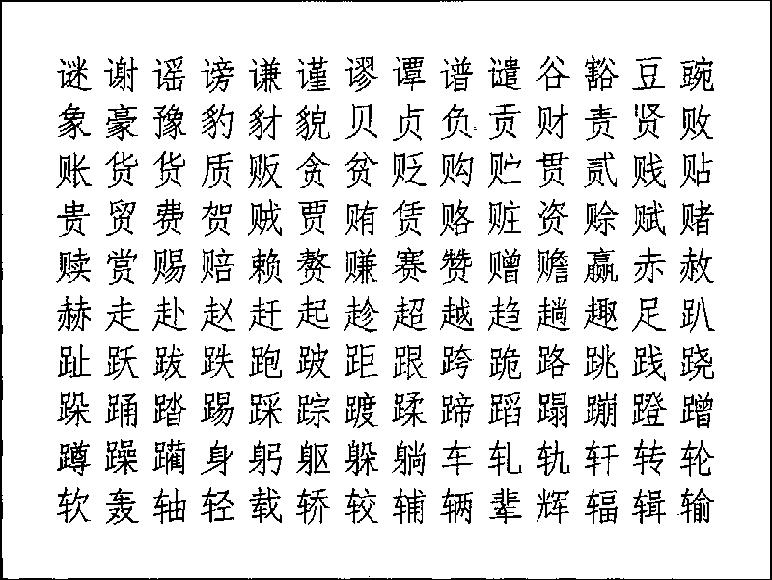 谜谢谣谤谦谨谬谭谱谴谷豁豆豌
象豪豫豹豺貌贝贞负贡财责贤败
账货货质贩贪贫贬购贮贯贰贱贴
贵贸费贺贼贾贿赁赂赃资赊赋赌
赎赏赐赔赖赘赚赛赞赠赡赢赤赦
赫走赴赵赶起趁超越趋趟趣足趴
趾跃跋跌跑跛距跟跨跪路跳践跷
跺踊踏踢踩踪踱蹂蹄蹈蹋蹦蹬蹭
蹲躁躏身躬躯躲躺车轧轨轩转轮
软轰轴轻载轿较辅辆辈辉辐辑输